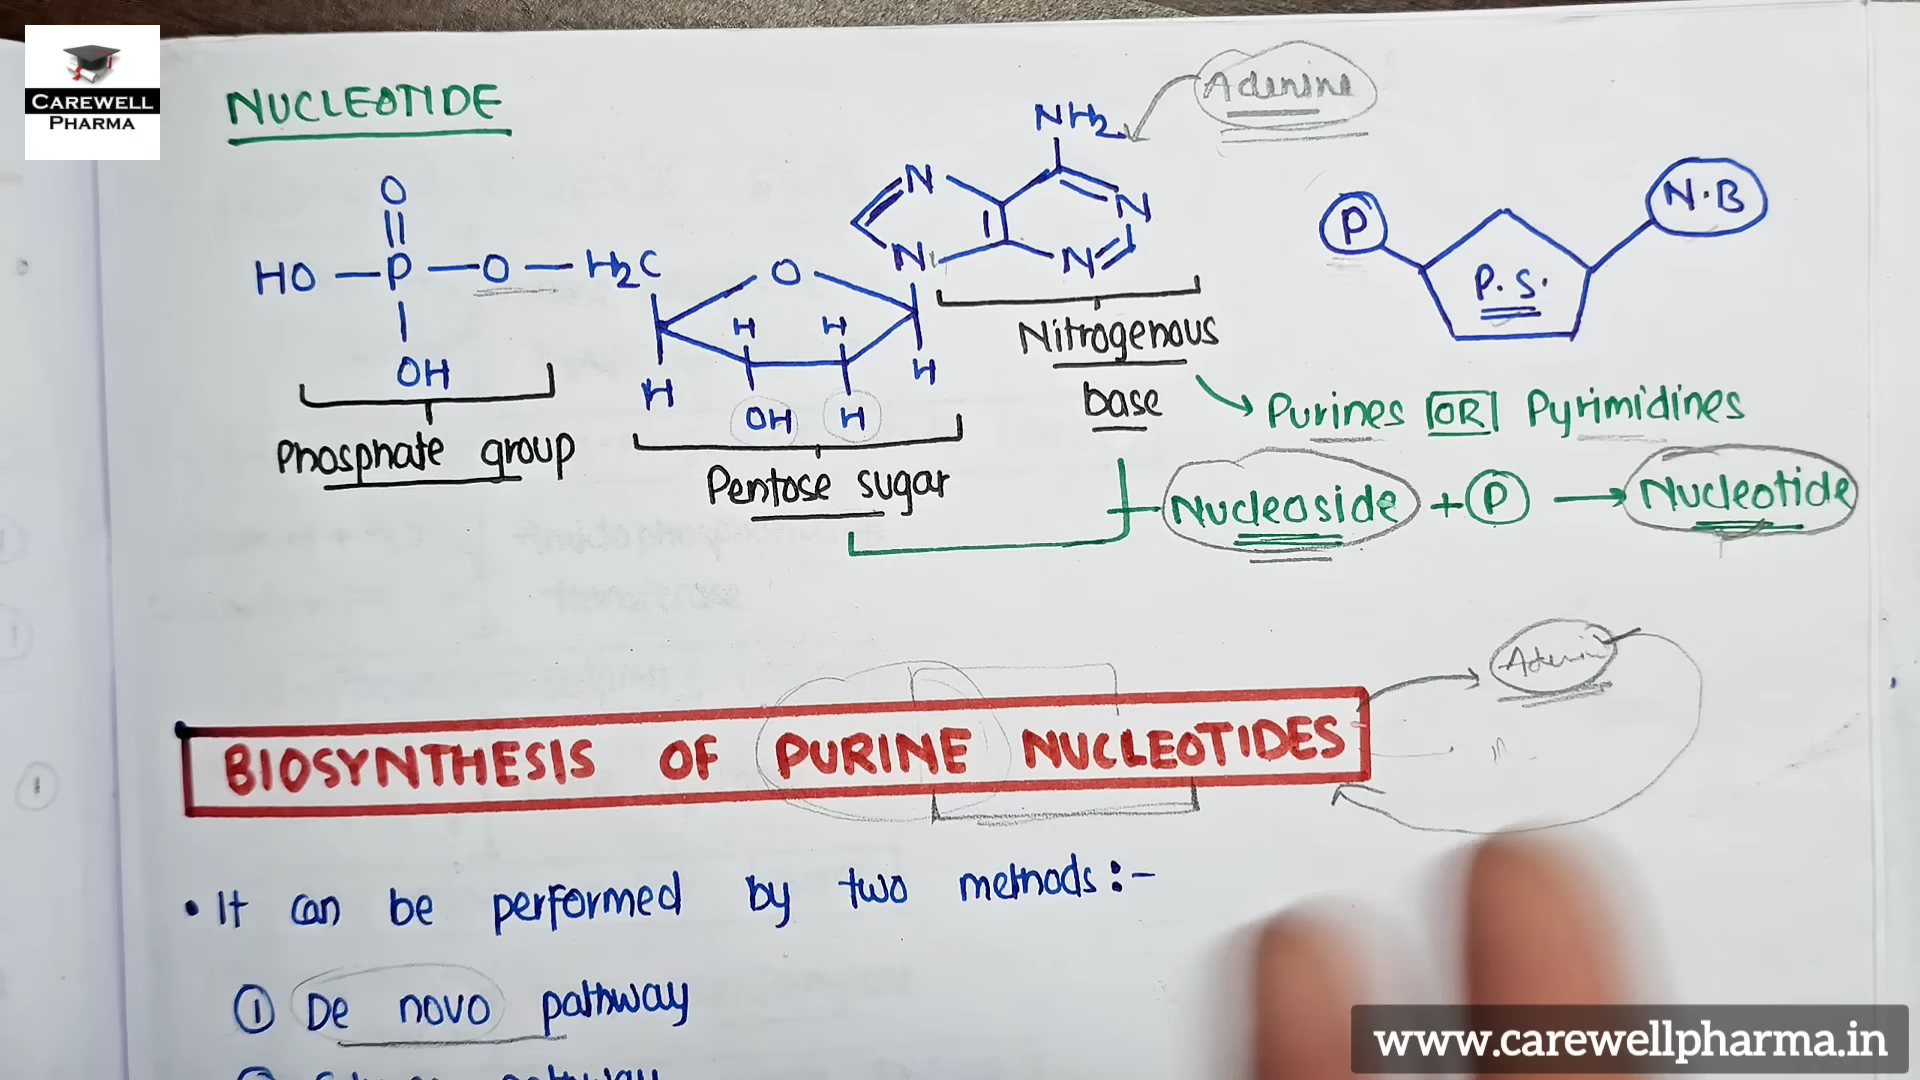 CAREWELL
PHARMA
NUCLEOTIDE
Adenine
NH2
O
N
N
P
N.B
HO
P
O
H2C
O
N
N
P.S.
H
H
Nitrogenous
OH
H
OH
H
H
base
Purines OR Pyrimidines
Phosphate group
Pentose sugar
Nucleoside + P → Nucleotide
BIOSYNTHESIS OF PURINE NUCLEOTIDES
• It can be performed by two methods:-
① De novo pathway
pathway
www.carewellpharma.in